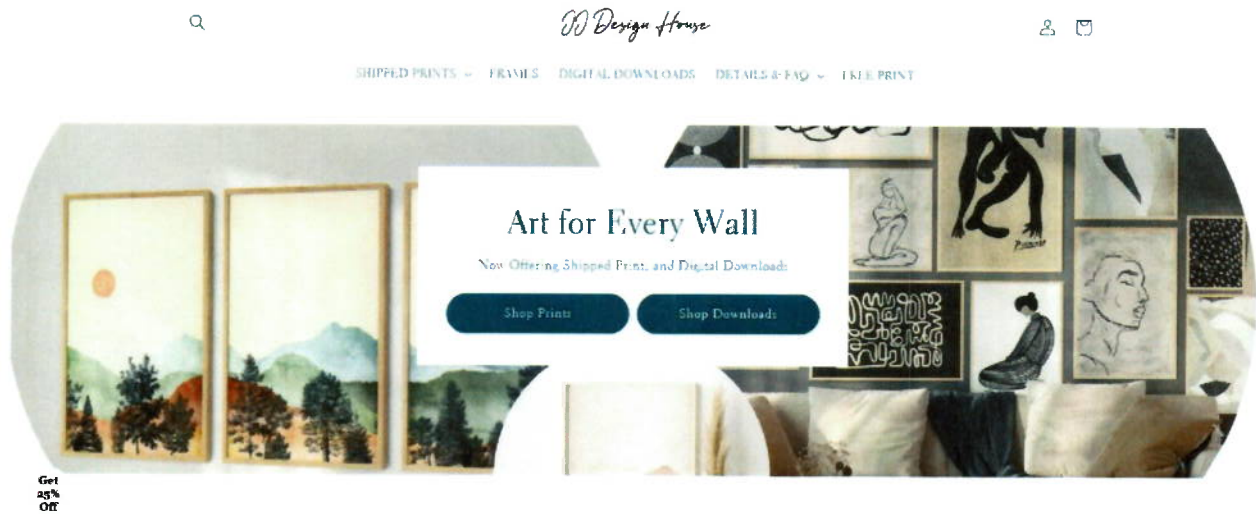 JJ Design House
SHIPPED PRINTS FRAMES DIGITAL DOWNLOADS DETAILS & FAQ FREE PRINT
Art for Every Wall
Now Offering Shipped Prints and Digital Downloads
Shop Prints Shop Downloads
Picasso
Get
25%
Off